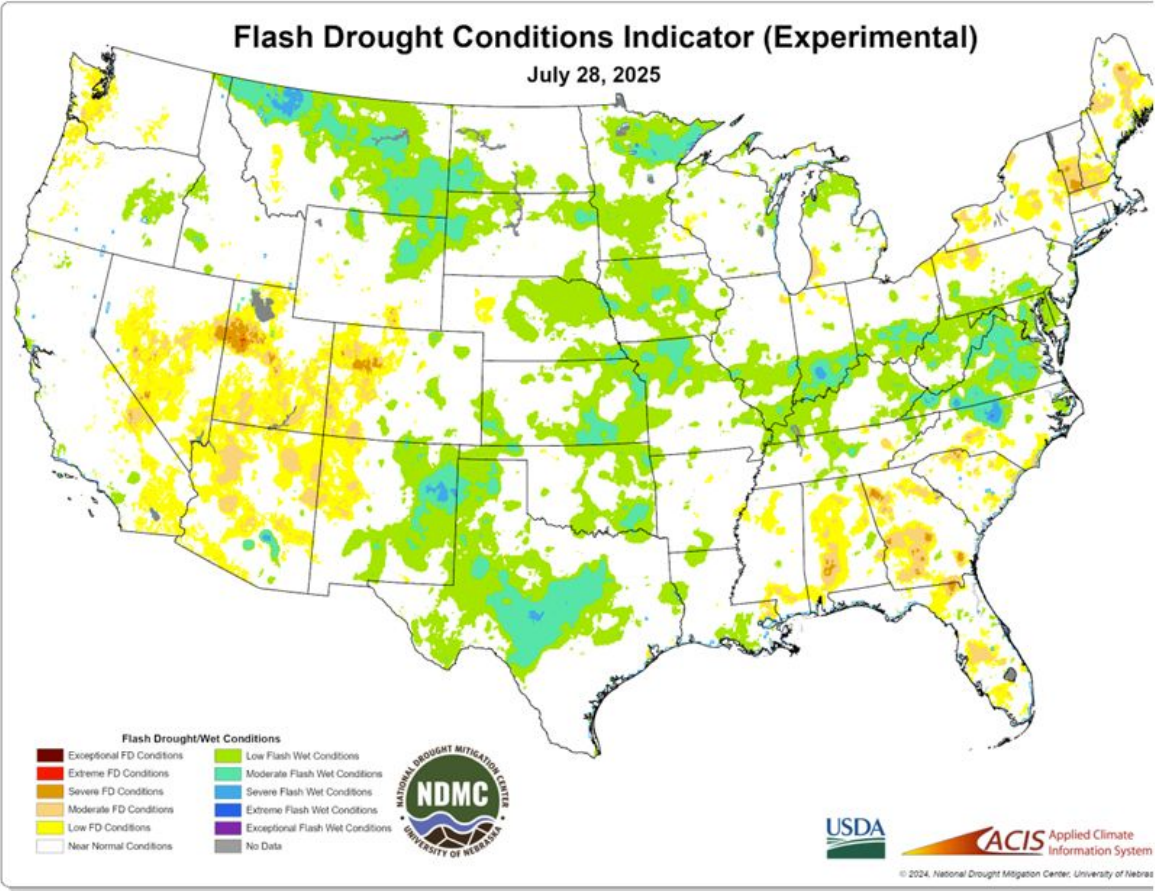 Flash Drought Conditions Indicator (Experimental)
July 28, 2025
Flash Drought/Wet Conditions
Exceptional FD Conditions
Extreme FD Conditions
Severe FD Conditions
Moderate FD Conditions
Low FD Conditions
Near Normal Conditions
Low Flash Wet Conditions
Moderate Flash Wet Conditions
Severe Flash Wet Conditions
Extreme Flash Wet Conditions
Exceptional Flash Wet Conditions
No Data
NATIONAL DROUGHT MITIGATION CENTER
NDMC
UNIVERSITY OF NEBRASKA
USDA
ACIS Applied Climate
Information System
© 2024, National Drought Mitigation Center, University of Nebras